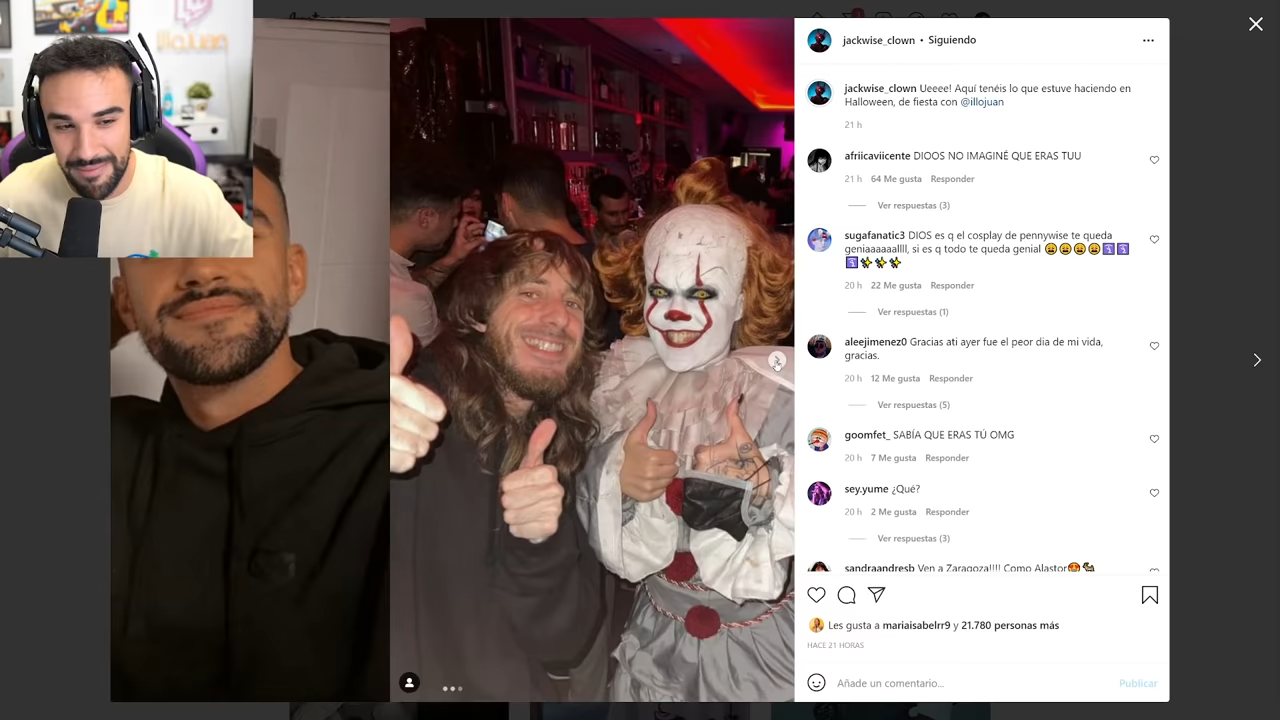 illojuan
jackwise_clown • Siguiendo
jackwise_clown Ueeee! Aquí tenéis lo que estuve haciendo en
Halloween, de fiesta con @illojuan
21 h
afriicaviicente DIOOS NO IMAGINÉ QUE ERAS TUU
21 h 64 Me gusta Responder
Ver respuestas (3)
sugafanatic3 DIOS es q el cosplay de pennywise te queda
geniaaaaaallll, si es q todo te queda genial 😩😩😩😩🛐🛐
🛐✨✨✨
20 h 22 Me gusta Responder
Ver respuestas (1)
aleejimenez0 Gracias ati ayer fue el peor dia de mi vida,
gracias.
20 h 12 Me gusta Responder
Ver respuestas (5)
goomfet_ SABÍA QUE ERAS TÚ OMG
20 h 7 Me gusta Responder
sey.yume ¿Qué?
20 h 2 Me gusta Responder
Ver respuestas (3)
sandraandresb Ven a Zaragoza!!!! Como Alastor
Les gusta a mariaisabelrr9 y 21.780 personas más
HACE 21 HORAS
Añade un comentario...
Publicar